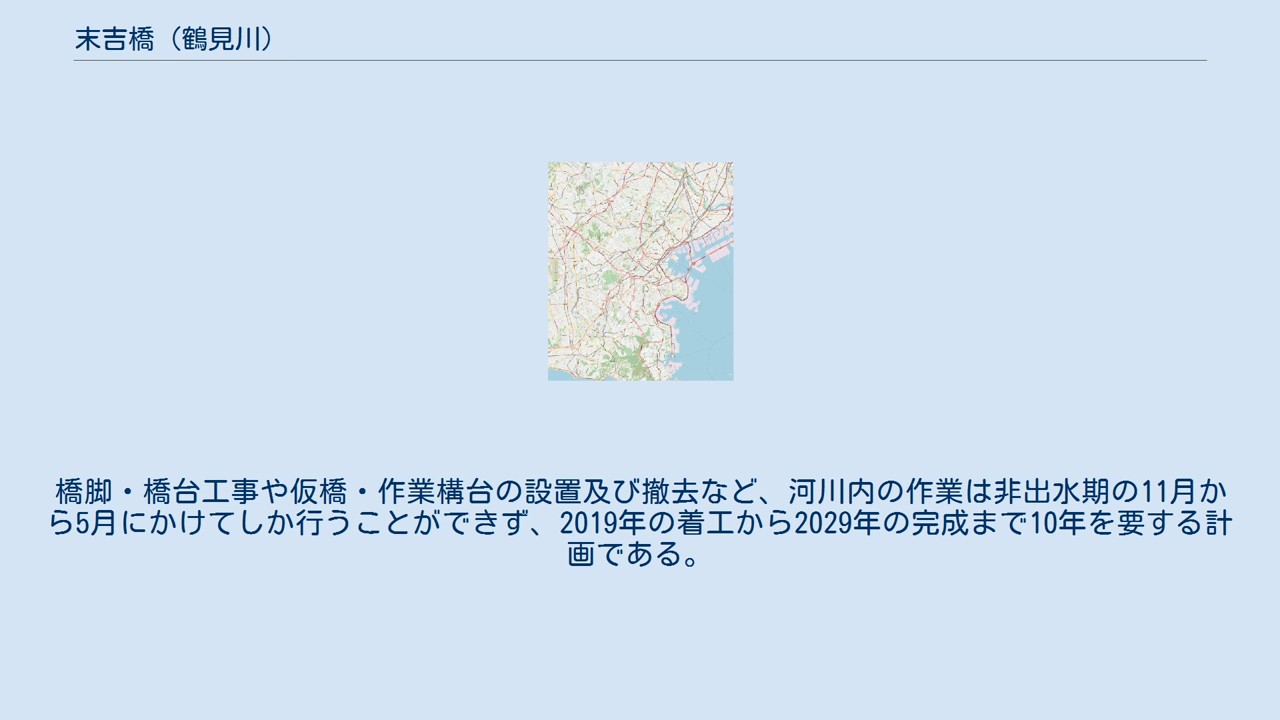 末吉橋（鶴見川）
橋脚・橋台工事や仮橋・作業構台の設置及び撤去など、河川内の作業は非出水期の11月か
ら5月にかけてしか行うことができず、2019年の着工から2029年の完成まで10年を要する計
画である。